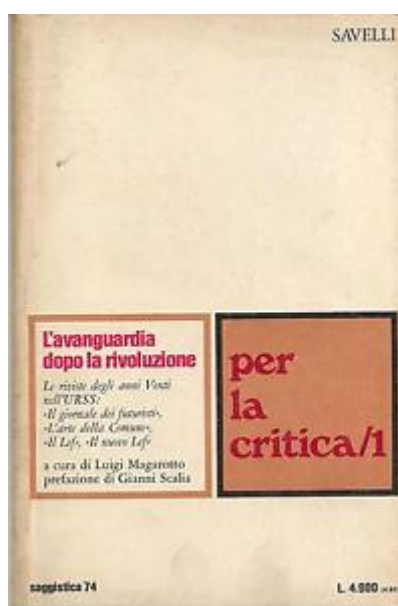 SAVELLI
L'avanguardia
dopo la rivoluzione
Le riviste degli anni Venti
nell'URSS:
«Il giornale dei futuristi»,
«L'arte della Comune»,
«Il Lef», «Il nuovo Lef»
a cura di Luigi Magarotto
prefazione di Gianni Scalia
per
la
critica/1
saggistica 74
L. 4.900